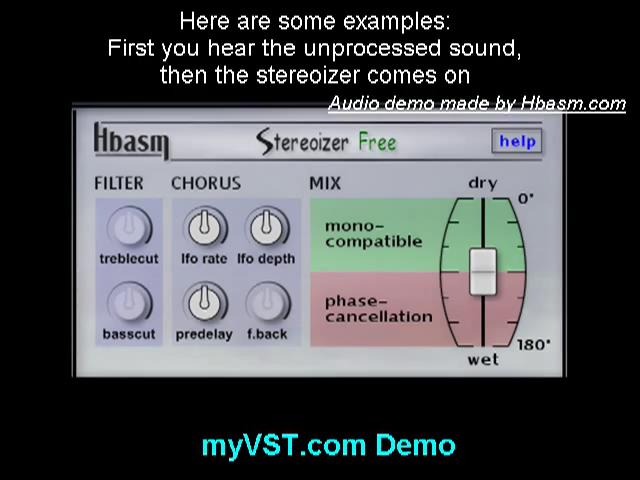 Here are some examples:
First you hear the unprocessed sound,
then the stereoizer comes on
Audio demo made by Hbasm.com
Hbasm Stereoizer Free help
FILTER CHORUS MIX dry
0°
mono-
compatible
treblecut lfo rate lfo depth
phase-
cancellation
basscut predelay f.back
180°
wet
myVST.com Demo